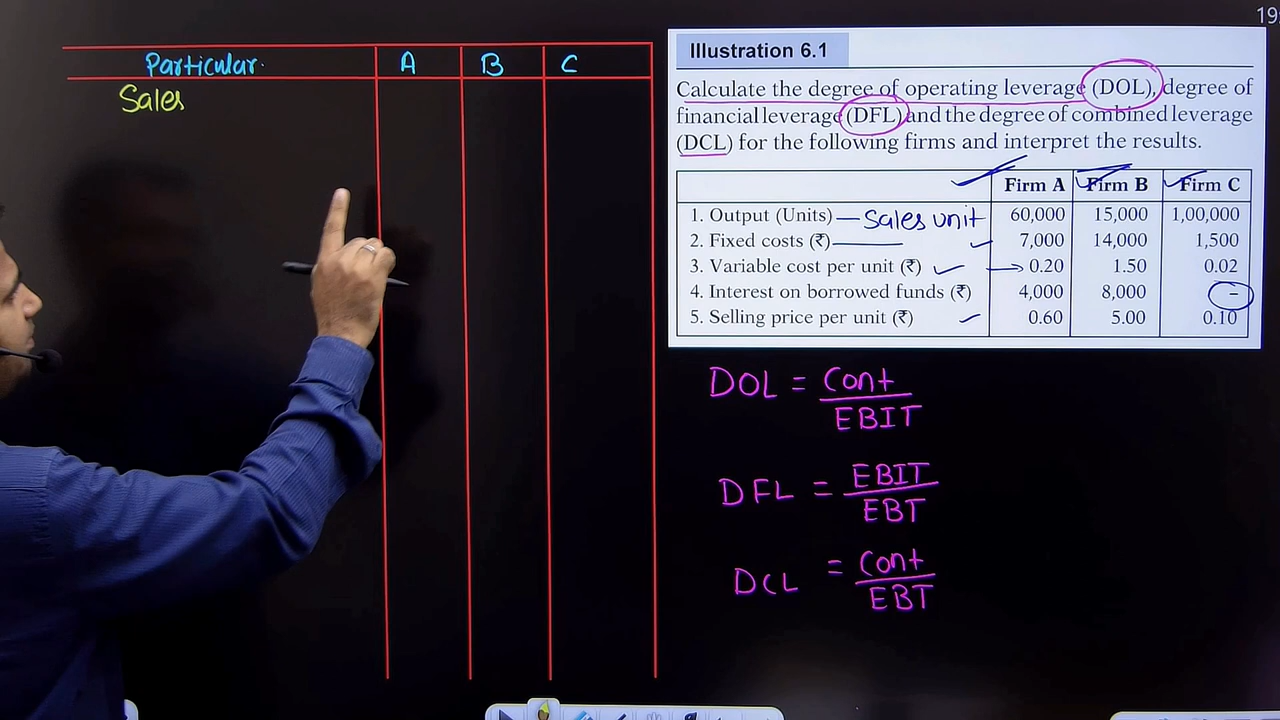 19:
Particular. A B C
Sales
Illustration 6.1
Calculate the degree of operating leverage (DOL), degree of
financial leverage (DFL) and the degree of combined leverage
(DCL) for the following firms and interpret the results.
Firm A Firm B Firm C
1. Output (Units) — Sales unit 60,000 15,000 1,00,000
2. Fixed costs (₹) 7,000 14,000 1,500
3. Variable cost per unit (₹) 0.20 1.50 0.02
4. Interest on borrowed funds (₹) 4,000 8,000 –
5. Selling price per unit (₹) 0.60 5.00 0.10
DOL = Cont
EBIT
DFL = EBIT
EBT
DCL = Cont
EBT